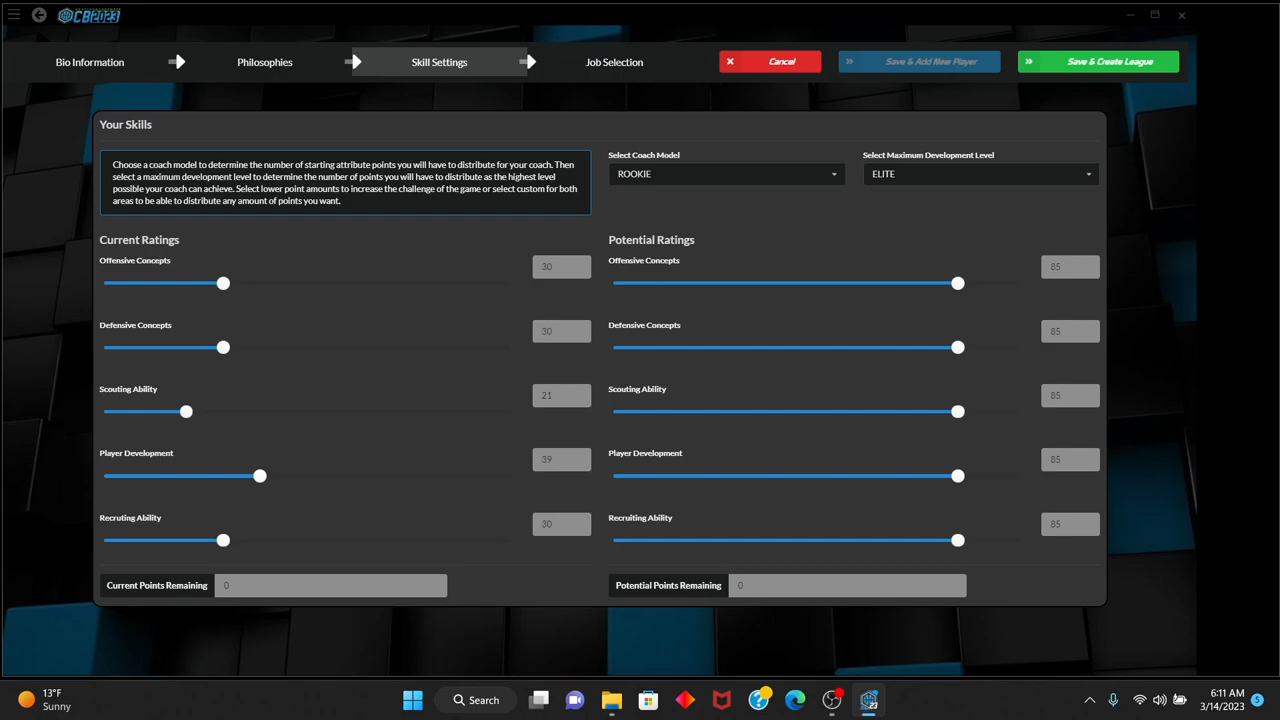 CB2023
Bio Information
Philosophies
Skill Settings
Job Selection
Cancel
Save & Add New Player
Save & Create League
Your Skills
Choose a coach model to determine the number of starting attribute points you will have to distribute for your coach. Then
select a maximum development level to determine the number of points you will have to distribute as the highest level
possible your coach can achieve. Select lower point amounts to increase the challenge of the game or select custom for both
areas to be able to distribute any amount of points you want.
Select Coach Model
ROOKIE
Select Maximum Development Level
ELITE
Current Ratings
Offensive Concepts
30
Defensive Concepts
30
Scouting Ability
21
Player Development
39
Recruting Ability
30
Current Points Remaining
0
Potential Ratings
Offensive Concepts
85
Defensive Concepts
85
Scouting Ability
85
Player Development
85
Recruiting Ability
85
Potential Points Remaining
0
13°F
Sunny
Search
23
6:11 AM
3/14/2023
5